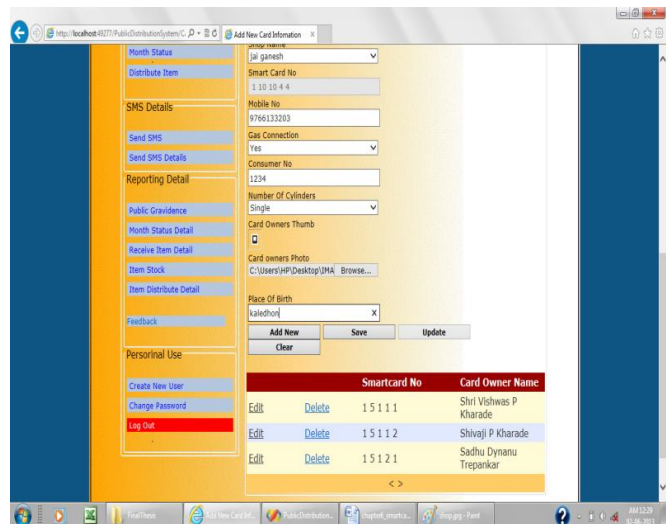 http://localhost:49277/PublicDistributionSystem/C
Add New Card Infomation X
Month Status
Distribute Item
SMS Details
Send SMS
Send SMS Details
Reporting Detail
Public Gravidence
Month Status Detail
Receive Item Detail
Item Stock
Item Distribute Detail
Feedback
Persorinal Use
Create New User
Change Password
Log Out
Shop Name
jai ganesh
Smart Card No
1 10 10 4 4
Mobile No
9766133203
Gas Connection
Yes
Consumer No
1234
Number Of Cylinders
Single
Card Owners Thumb
Card owners Photo
C:\Users\HP\Desktop\IMA Browse...
Place Of Birth
kaledhon X
Add New Save Update
Clear
Smartcard No Card Owner Name
Edit Delete 1 5 1 1 1 Shri Vishwas P Kharade
Edit Delete 1 5 1 1 2 Shivaji P Kharade
Edit Delete 1 5 1 2 1 Sadhu Dynanu Trepankar
< >
FinalThesis
Add New Card Inf...
PublicDistribution...
chapter6_smartca...
shop.jpg - Paint
AM 12:29